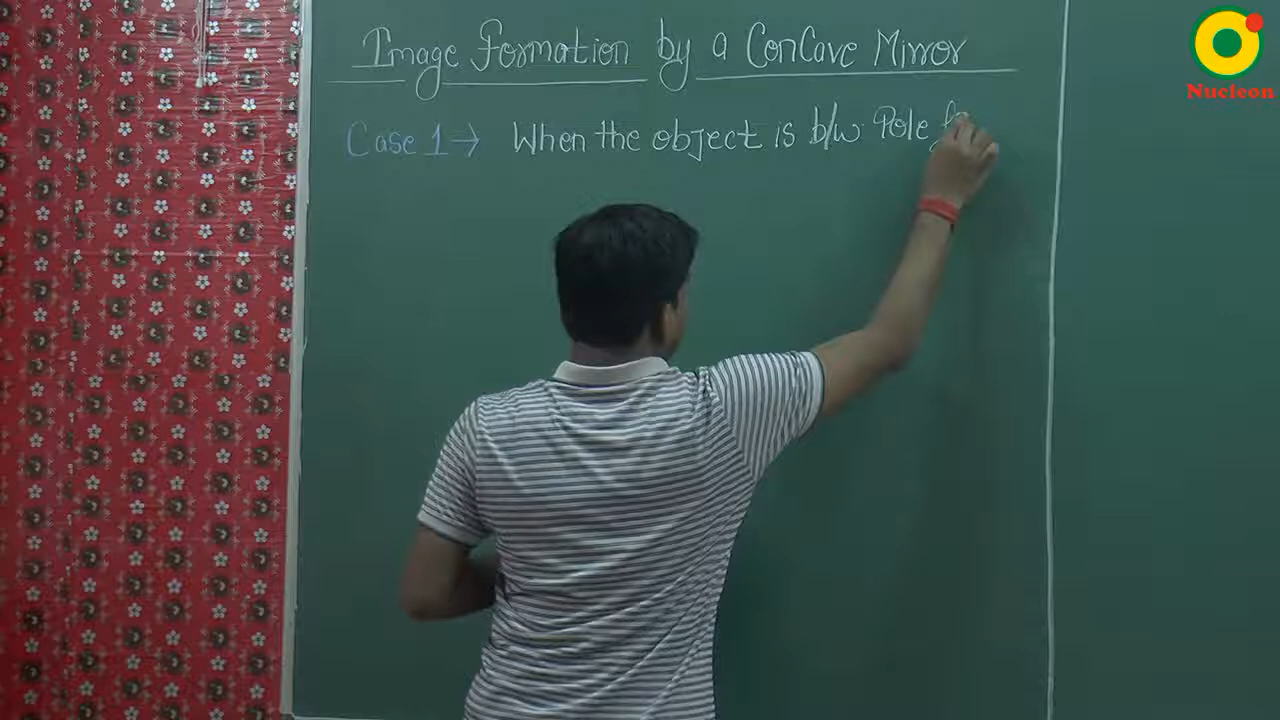 Image Formation by a Concave Mirror
Case 1→ When the object is b/w Pole
Nucleon